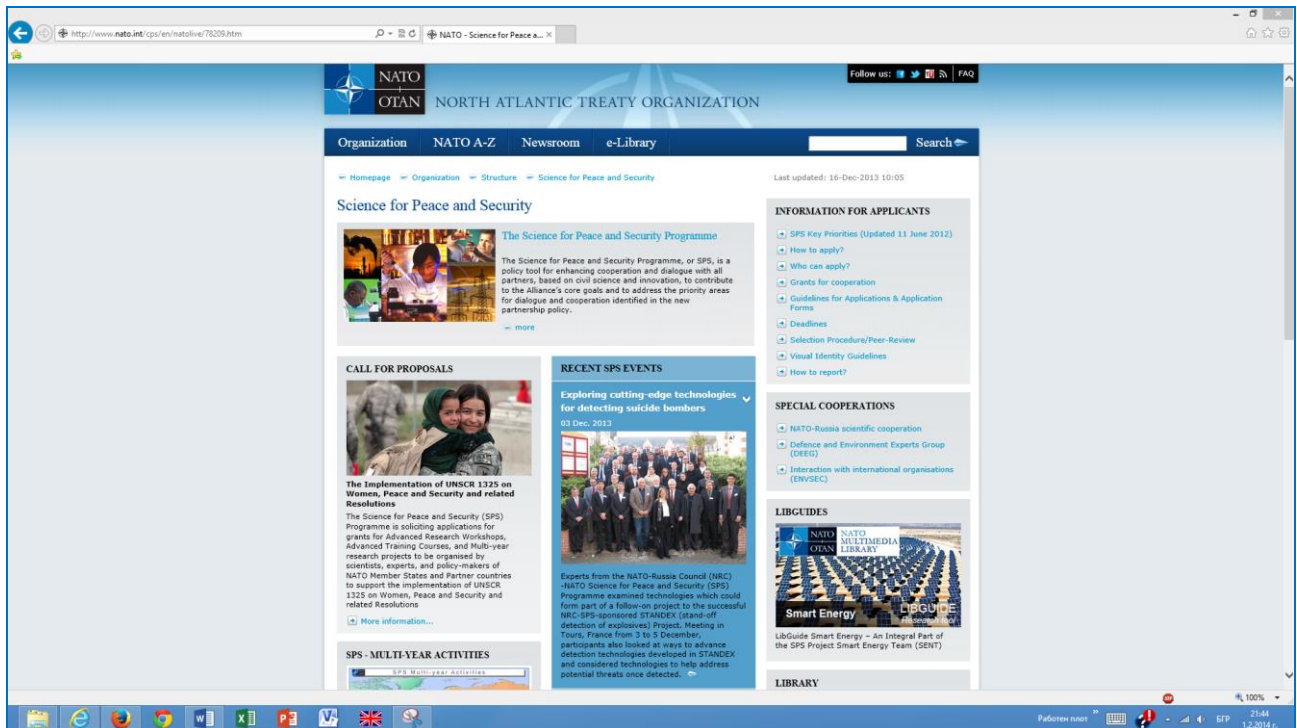 http://www.nato.int/cps/en/natolive/78209.htm
NATO - Science for Peace a...
NATO
OTAN
NORTH ATLANTIC TREATY ORGANIZATION
Follow us:
FAQ
Organization NATO A-Z Newsroom e-Library
Search
Homepage Organization Structure Science for Peace and Security
Last updated: 16-Dec-2013 10:05
Science for Peace and Security
The Science for Peace and Security Programme
The Science for Peace and Security Programme, or SPS, is a
policy tool for enhancing cooperation and dialogue with all
partners, based on civil science and innovation, to contribute
to the Alliance's core goals and to address the priority areas
for dialogue and cooperation identified in the new
partnership policy.
more
CALL FOR PROPOSALS
The Implementation of UNSCR 1325 on
Women, Peace and Security and related
Resolutions
The Science for Peace and Security (SPS)
Programme is soliciting applications for
grants for Advanced Research Workshops,
Advanced Training Courses, and Multi-year
research projects to be organised by
scientists, experts, and policy-makers of
NATO Member States and Partner countries
to support the implementation of UNSCR
1325 on Women, Peace and Security and
related Resolutions
More information...
SPS - MULTI-YEAR ACTIVITIES
SPS Multi-year Activities
RECENT SPS EVENTS
Exploring cutting-edge technologies
for detecting suicide bombers
03 Dec. 2013
Experts from the NATO-Russia Council (NRC)
-NATO Science for Peace and Security (SPS)
Programme examined technologies which could
form part of a follow-on project to the successful
NRC-SPS-sponsored STANDEX (stand-off
detection of explosives) Project. Meeting in
Tours, France from 3 to 5 December,
participants also looked at ways to advance
detection technologies developed in STANDEX
and considered technologies to help address
potential threats once detected.
INFORMATION FOR APPLICANTS
SPS Key Priorities (Updated 11 June 2012)
How to apply?
Who can apply?
Grants for cooperation
Guidelines for Applications & Application
Forms
Deadlines
Selection Procedure/Peer-Review
Visual Identity Guidelines
How to report?
SPECIAL COOPERATIONS
NATO-Russia scientific cooperation
Defence and Environment Experts Group
(DEEG)
Interaction with international organisations
(ENVSEC)
LIBGUIDES
NATO
OTAN
NATO
MULTIMEDIA
LIBRARY
Smart Energy
LIBGUIDE
Research tool
LibGuide Smart Energy – An Integral Part of
the SPS Project Smart Energy Team (SENT)
LIBRARY
100%
Работен плот
БГР
21:44
1.2.2014 г.